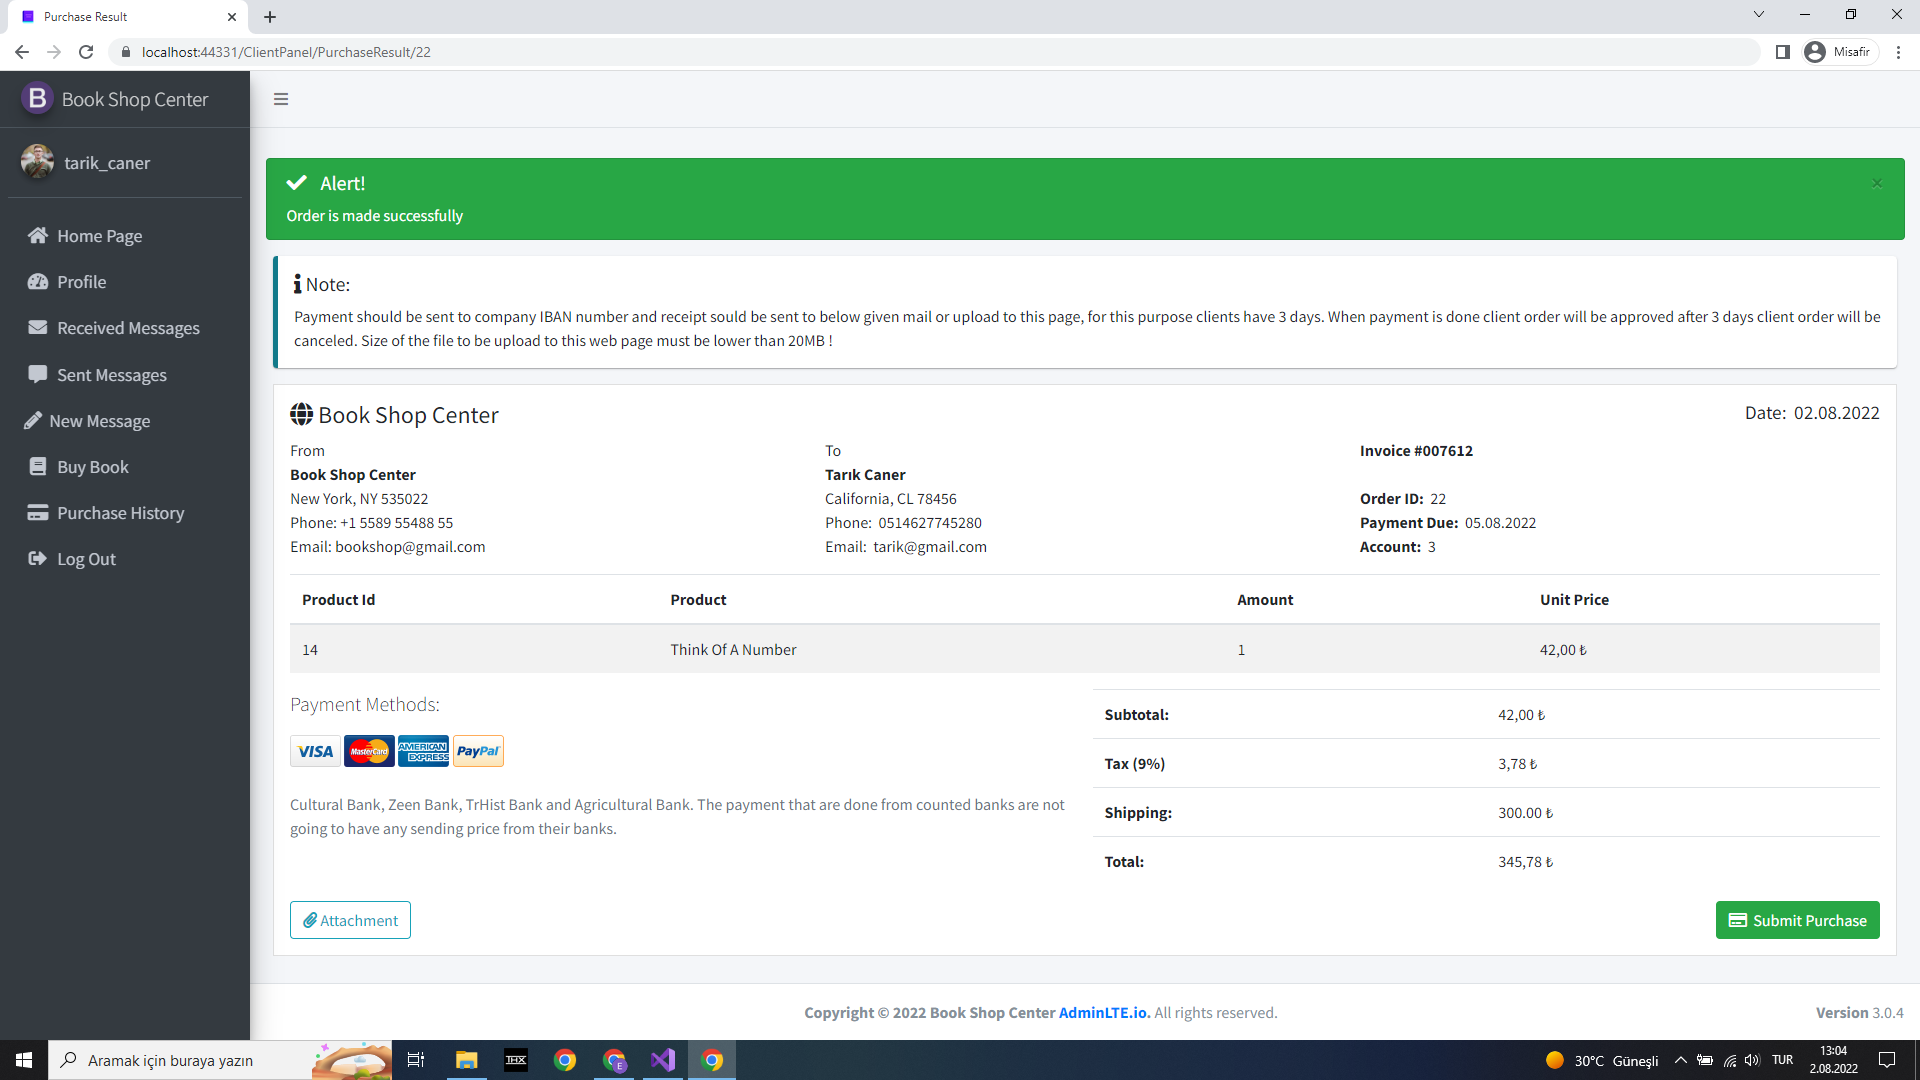 Purchase Result
localhost:44331/ClientPanel/PurchaseResult/22
Misafir
B Book Shop Center
tarik_caner
Home Page
Profile
Received Messages
Sent Messages
New Message
Buy Book
Purchase History
Log Out
Alert!
Order is made successfully
Note:
Payment should be sent to company IBAN number and receipt sould be sent to below given mail or upload to this page, for this purpose clients have 3 days. When payment is done client order will be approved after 3 days client order will be
canceled. Size of the file to be upload to this web page must be lower than 20MB !
Book Shop Center
Date: 02.08.2022
From
Book Shop Center
New York, NY 535022
Phone: +1 5589 55488 55
Email: bookshop@gmail.com
To
Tarık Caner
California, CL 78456
Phone: 0514627745280
Email: tarik@gmail.com
Invoice #007612
Order ID: 22
Payment Due: 05.08.2022
Account: 3
Product Id Product Amount Unit Price
14 Think Of A Number 1 42,00 ₺
Payment Methods:
VISA MasterCard AMERICAN EXPRESS PayPal
Cultural Bank, Zeen Bank, TrHist Bank and Agricultural Bank. The payment that are done from counted banks are not
going to have any sending price from their banks.
Subtotal: 42,00 ₺
Tax (9%) 3,78 ₺
Shipping: 300.00 ₺
Total: 345,78 ₺
Attachment
Submit Purchase
Copyright © 2022 Book Shop Center AdminLTE.io. All rights reserved.
Version 3.0.4
Aramak için buraya yazın
THX
E
30°C Güneşli
TUR
13:04
2.08.2022